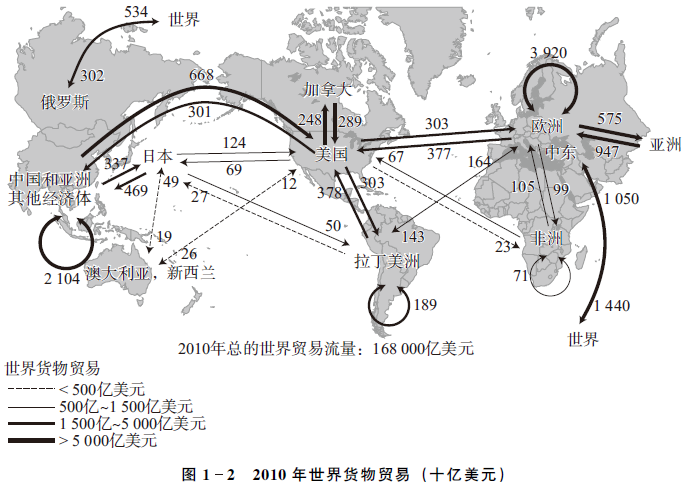 534
世界
3 920
302
668
俄罗斯
加拿大
301
248
289
303
欧洲
575
124
美国
377
67
164
中东
947
亚洲
337
日本
69
中国和亚洲
其他经济体
469
49
27
12
378
303
105
99
1 050
50
143
19
26
拉丁美洲
23
非洲
2 104
澳大利亚，新西兰
71
189
1 440
世界
2010年总的世界贸易流量：168 000亿美元
世界货物贸易
< 500亿美元
500亿~1 500亿美元
1 500亿~5 000亿美元
> 5 000亿美元
图 1-2 2010 年世界货物贸易（十亿美元）